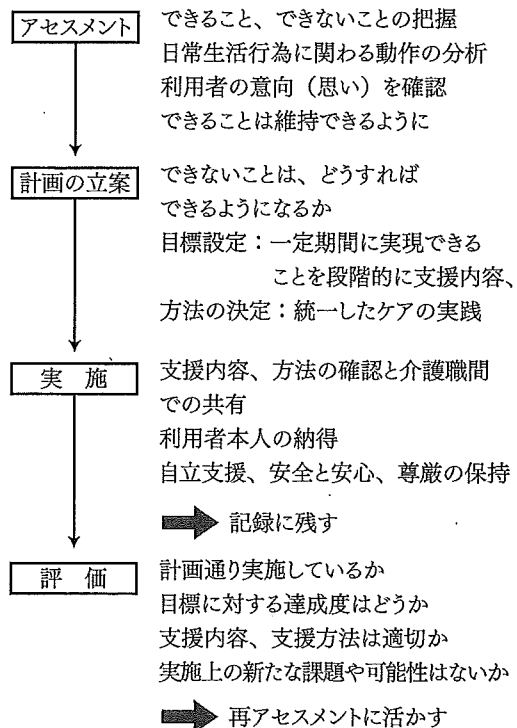 アセスメント
できること、できないことの把握
日常生活行為に関わる動作の分析
利用者の意向（思い）を確認
できることは維持できるように
計画の立案
できないことは、どうすれば
できるようになるか
目標設定：一定期間に実現できる
ことを段階的に支援内容、
方法の決定：統一したケアの実践
実　施
支援内容、方法の確認と介護職間
での共有
利用者本人の納得
自立支援、安全と安心、尊厳の保持
記録に残す
評　価
計画通り実施しているか
目標に対する達成度はどうか
支援内容、支援方法は適切か
実施上の新たな課題や可能性はないか
再アセスメントに活かす